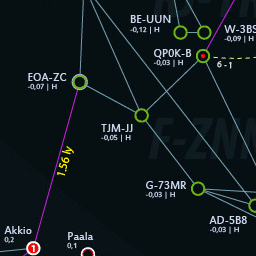 BE-UUN
-0,12 | H
W-3BS
-0,09 | H
QP0K-B
-0,03 | H
6 - 1
EOA-ZC
-0,07 | H
TJM-JJ
-0,05 | H
F-ZNN
1.56 ly
G-73MR
-0,03 | H
AD-5B8
-0,03 | H
Akkio
0,2
1
Paala
0,1